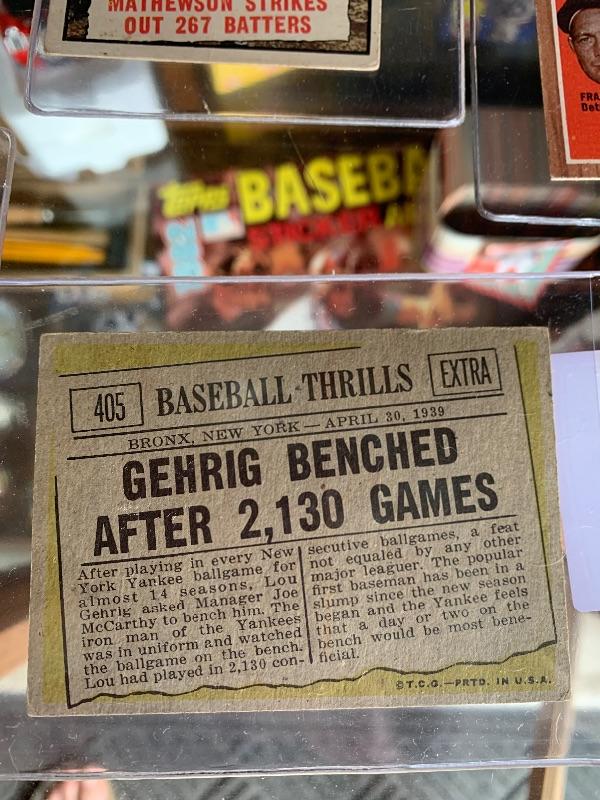 MATHEWSON STRIKES
OUT 267 BATTERS
FRA
Det
Topps
BASEBA
STICKER A
405
BASEBALL THRILLS
EXTRA
BRONX, NEW YORK — APRIL 30, 1939
GEHRIG BENCHED
AFTER 2,130 GAMES
After playing in every New
York Yankee ballgame for
almost 14 seasons, Lou
Gehrig asked Manager Joe
McCarthy to bench him. The
iron man of the Yankees
was in uniform and watched
the ballgame on the bench.
Lou had played in 2,130 con-
secutive ballgames, a feat
not equaled by any other
major leaguer. The popular
first baseman has been in a
slump since the new season
began and the Yankee feels
that a day or two on the
bench would be most bene-
ficial.
©T.C.G.—PRTD. IN U.S.A.